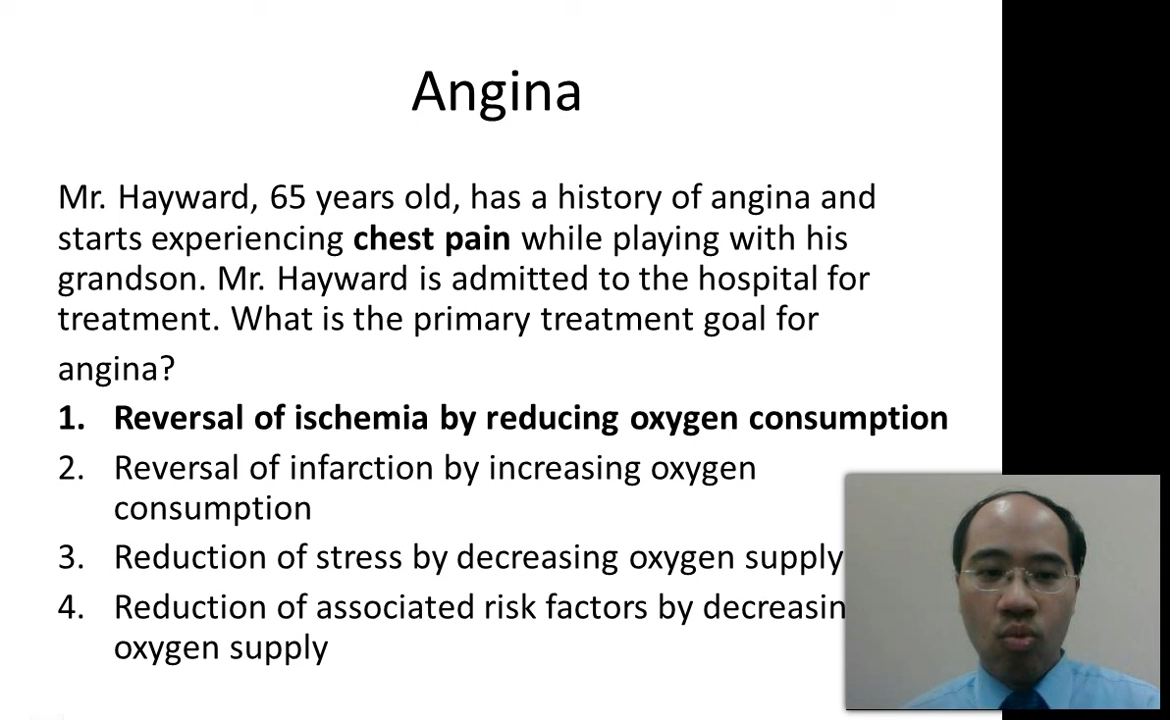 Angina
Mr. Hayward, 65 years old, has a history of angina and
starts experiencing chest pain while playing with his
grandson. Mr. Hayward is admitted to the hospital for
treatment. What is the primary treatment goal for
angina?
1. Reversal of ischemia by reducing oxygen consumption
2. Reversal of infarction by increasing oxygen
consumption
3. Reduction of stress by decreasing oxygen supply
4. Reduction of associated risk factors by decreasin
oxygen supply